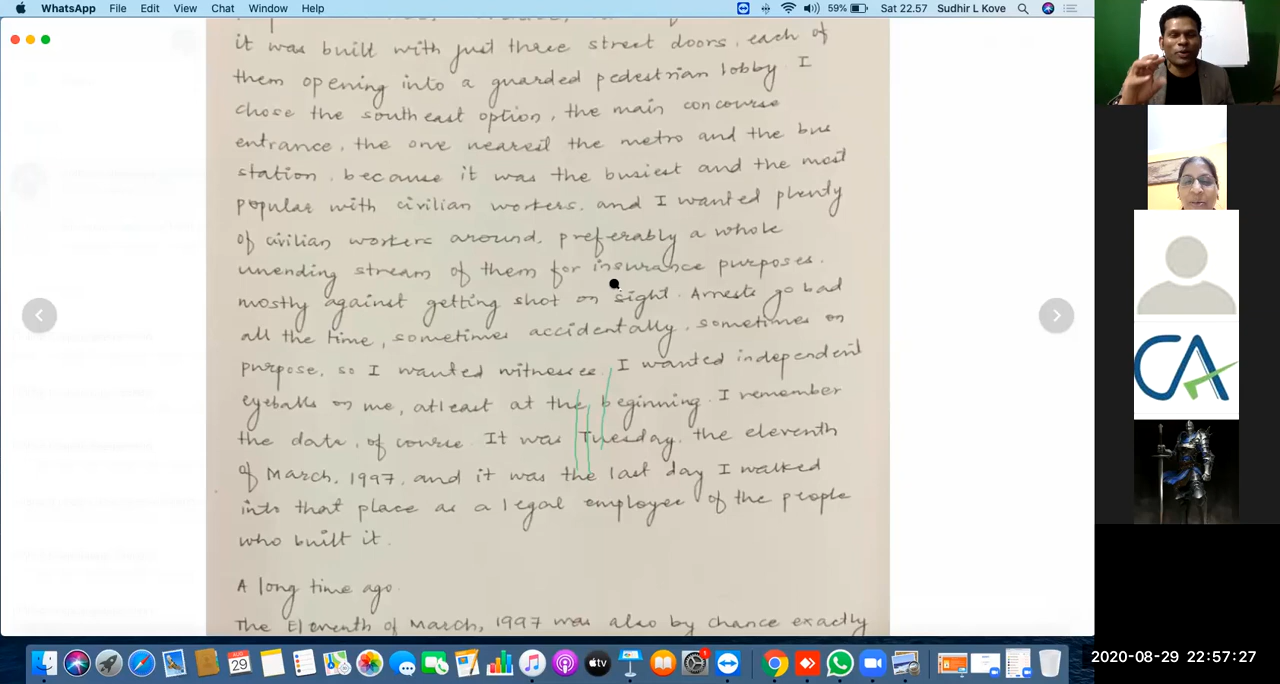 WhatsApp File Edit View Chat Window Help 59% Sat 22.57 Sudhir L Kove
it was built with just three street doors, each of
them opening into a guarded pedestrian lobby. I
chose the south east option, the main concourse
entrance, the one nearest the metro and the bus
station, because it was the busiest and the most
popular with civilian workers, and I wanted plenty
of civilian workers around, preferably a whole
unending stream of them for insurance purposes,
mostly against getting shot on sight. Arrests go bad
all the time, sometimes accidentally, sometimes on
purpose, so I wanted witnesses. I wanted independent
eyeballs on me, atleast at the beginning. I remember
the date, of course. It was Tuesday, the eleventh
of March, 1997, and it was the last day I walked
into that place as a legal employee of the people
who built it.
A long time ago.
The Eleventh of March, 1997 was also by chance exactly
CA
AUG
29
tv
1
2020-08-29 22:57:27